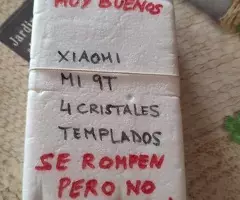 MUY BUENOS
XIAOMI
MI 9T
4 CRISTALES
TEMPLADOS
SE ROMPEN
PERO NO